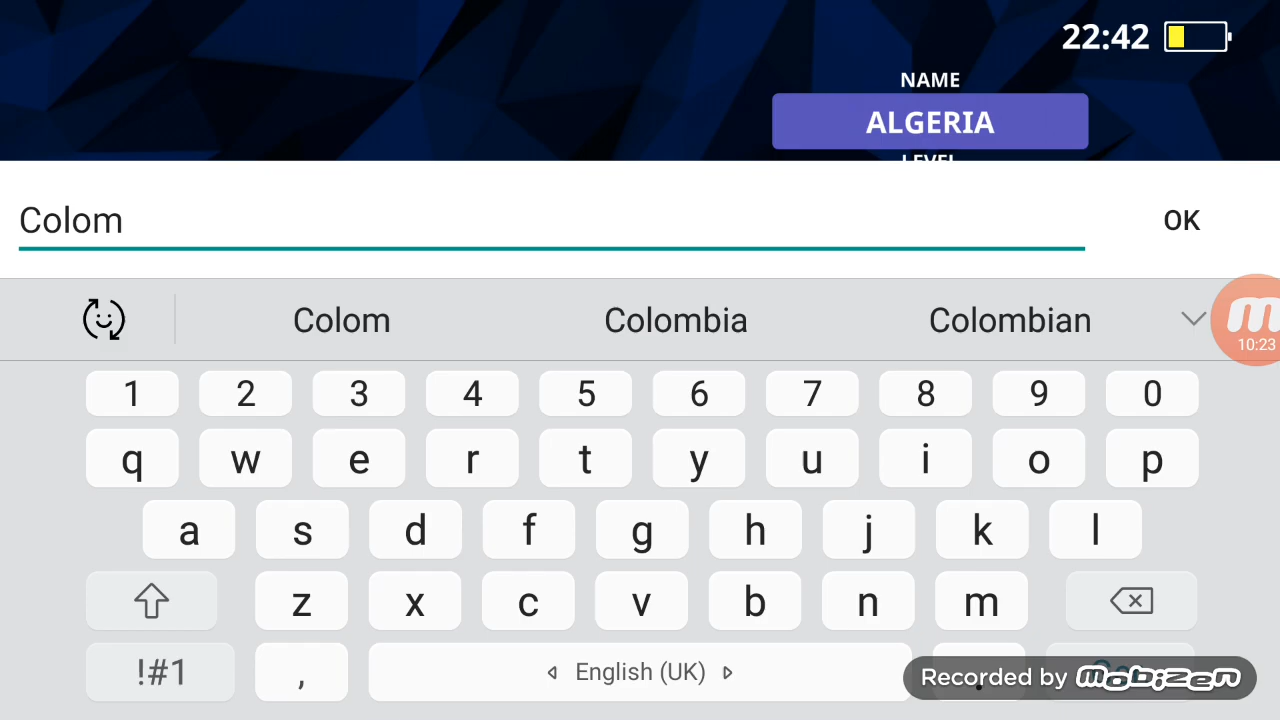 22:42
NAME
ALGERIA
LEVEL
Colom
OK
Colom Colombia Colombian
10:23
1 2 3 4 5 6 7 8 9 0
q w e r t y u i o p
a s d f g h j k l
z x c v b n m
!#1 , English (UK) .
Recorded by mobizen